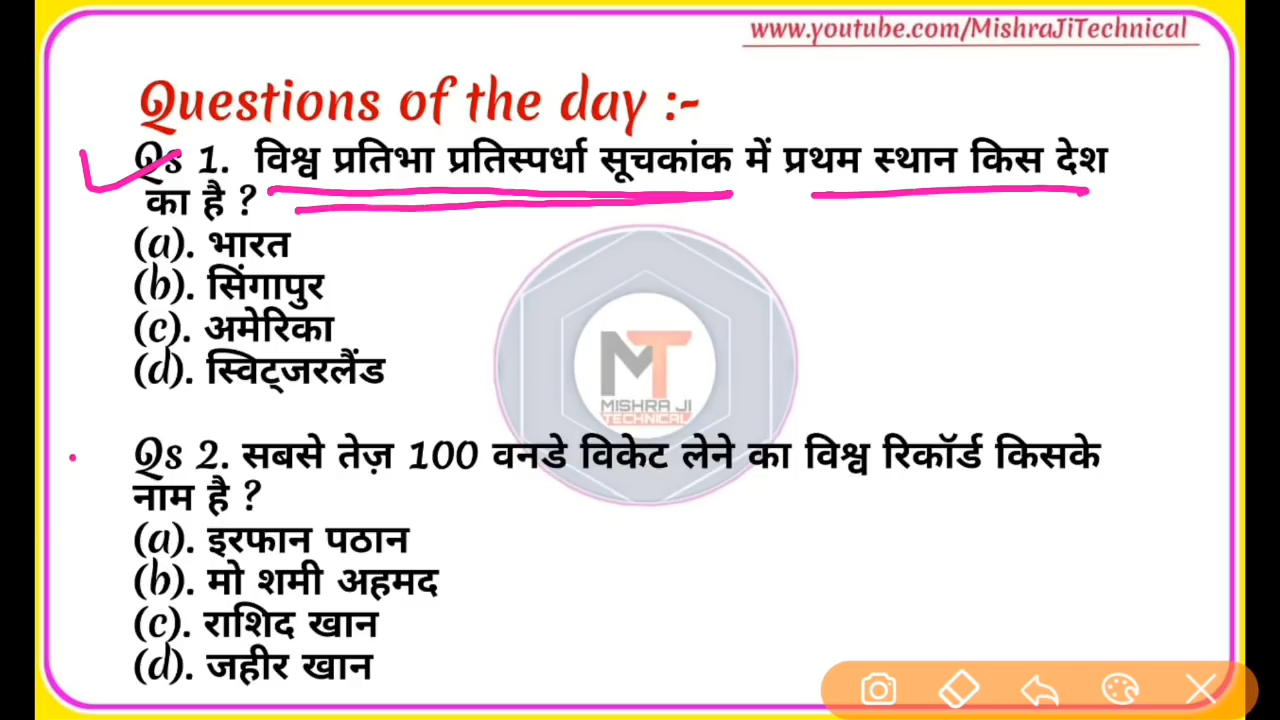 www.youtube.com/MishraJiTechnical
Questions of the day :-
Qs 1. विश्व प्रतिभा प्रतिस्पर्धा सूचकांक में प्रथम स्थान किस देश
का है ?
(a). भारत
(b). सिंगापुर
(c). अमेरिका
(d). स्विट्जरलैंड
MT
MISHRA JI
TECHNICAL
Qs 2. सबसे तेज़ 100 वनडे विकेट लेने का विश्व रिकॉर्ड किसके
नाम है ?
(a). इरफान पठान
(b). मो शमी अहमद
(c). राशिद खान
(d). जहीर खान